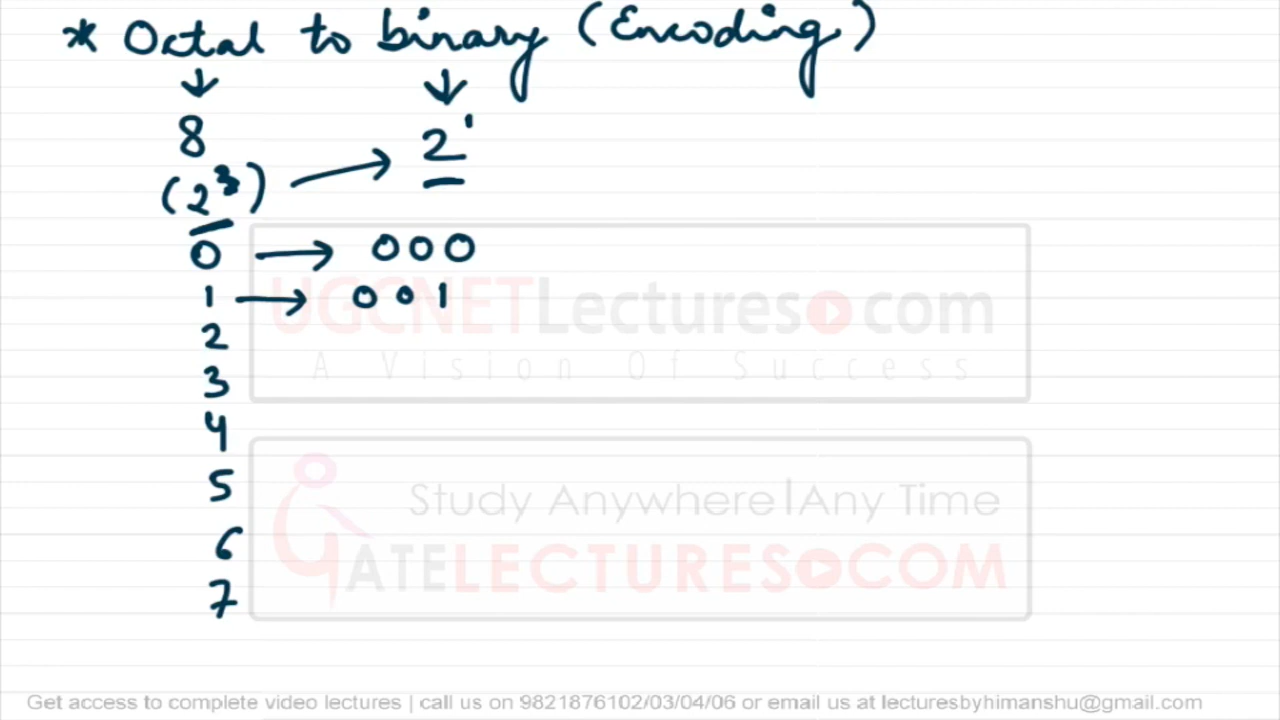 * Octal to binary (Encoding)
↓ ↓
8 2¹
(2³) →
0 → 000
1 → 001
UGCNETLectures.com
2
A Vision Of Success
3
4
5
Study Anywhere|Any Time
6
GATELECTURES.COM
7
Get access to complete video lectures | call us on 9821876102/03/04/06 or email us at lecturesbyhimanshu@gmail.com